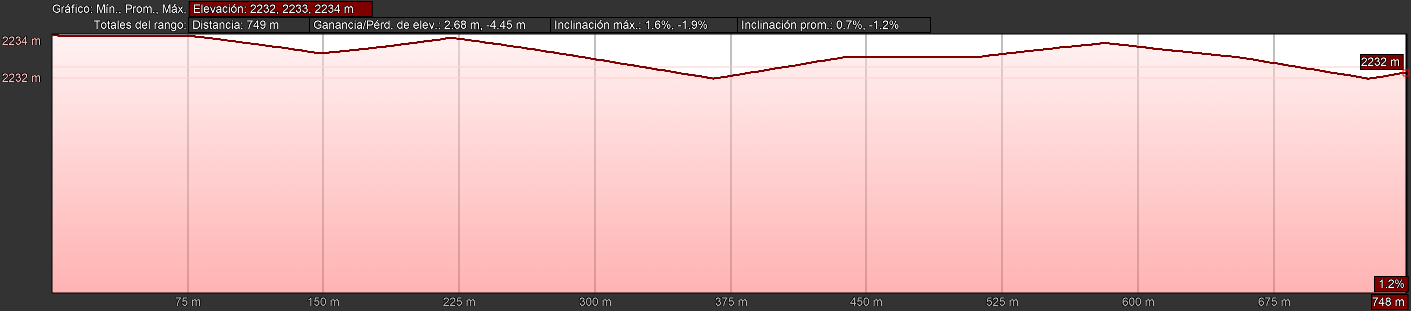 Gráfico: Mín., Prom., Máx. Elevación: 2232, 2233, 2234 m
Totales del rango: Distancia: 749 m Ganancia/Pérd. de elev.: 2.68 m, -4.45 m Inclinación máx.: 1.6%, -1.9% Inclinación prom.: 0.7%, -1.2%
2234 m
2232 m
2232 m
1.2%
75 m 150 m 225 m 300 m 375 m 450 m 525 m 600 m 675 m 748 m